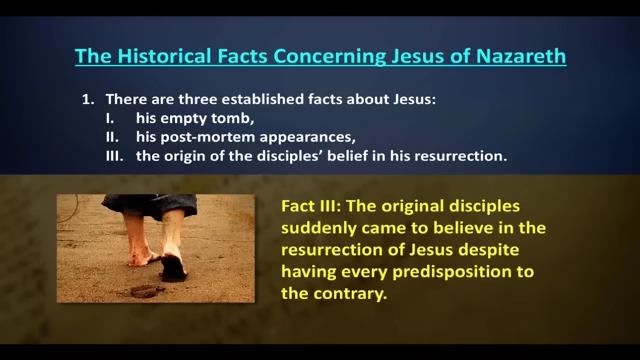 The Historical Facts Concerning Jesus of Nazareth
1. There are three established facts about Jesus:
I. his empty tomb,
II. his post-mortem appearances,
III. the origin of the disciples’ belief in his resurrection.
Fact III: The original disciples
suddenly came to believe in the
resurrection of Jesus despite
having every predisposition to
the contrary.